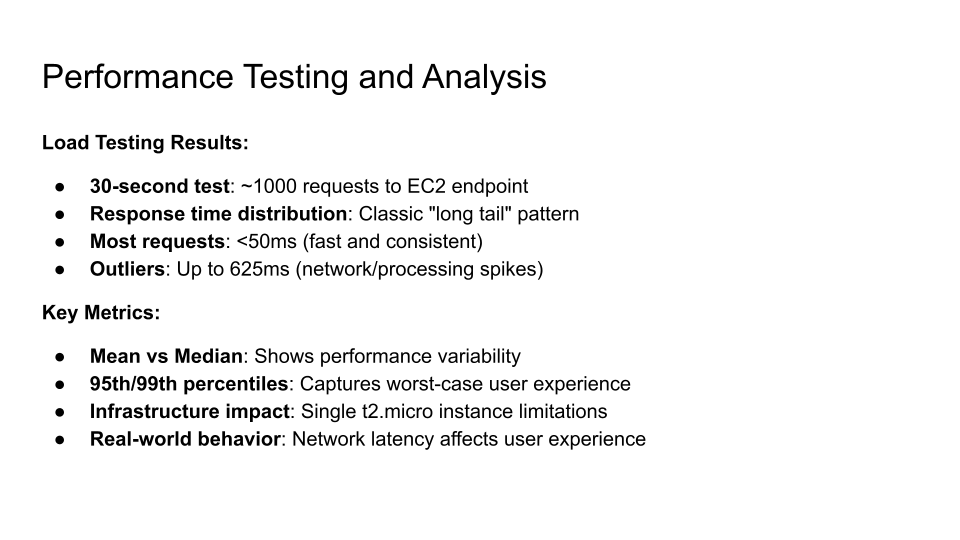 Performance Testing and Analysis
Load Testing Results:
● 30-second test: ~1000 requests to EC2 endpoint
● Response time distribution: Classic "long tail" pattern
● Most requests: <50ms (fast and consistent)
● Outliers: Up to 625ms (network/processing spikes)
Key Metrics:
● Mean vs Median: Shows performance variability
● 95th/99th percentiles: Captures worst-case user experience
● Infrastructure impact: Single t2.micro instance limitations
● Real-world behavior: Network latency affects user experience